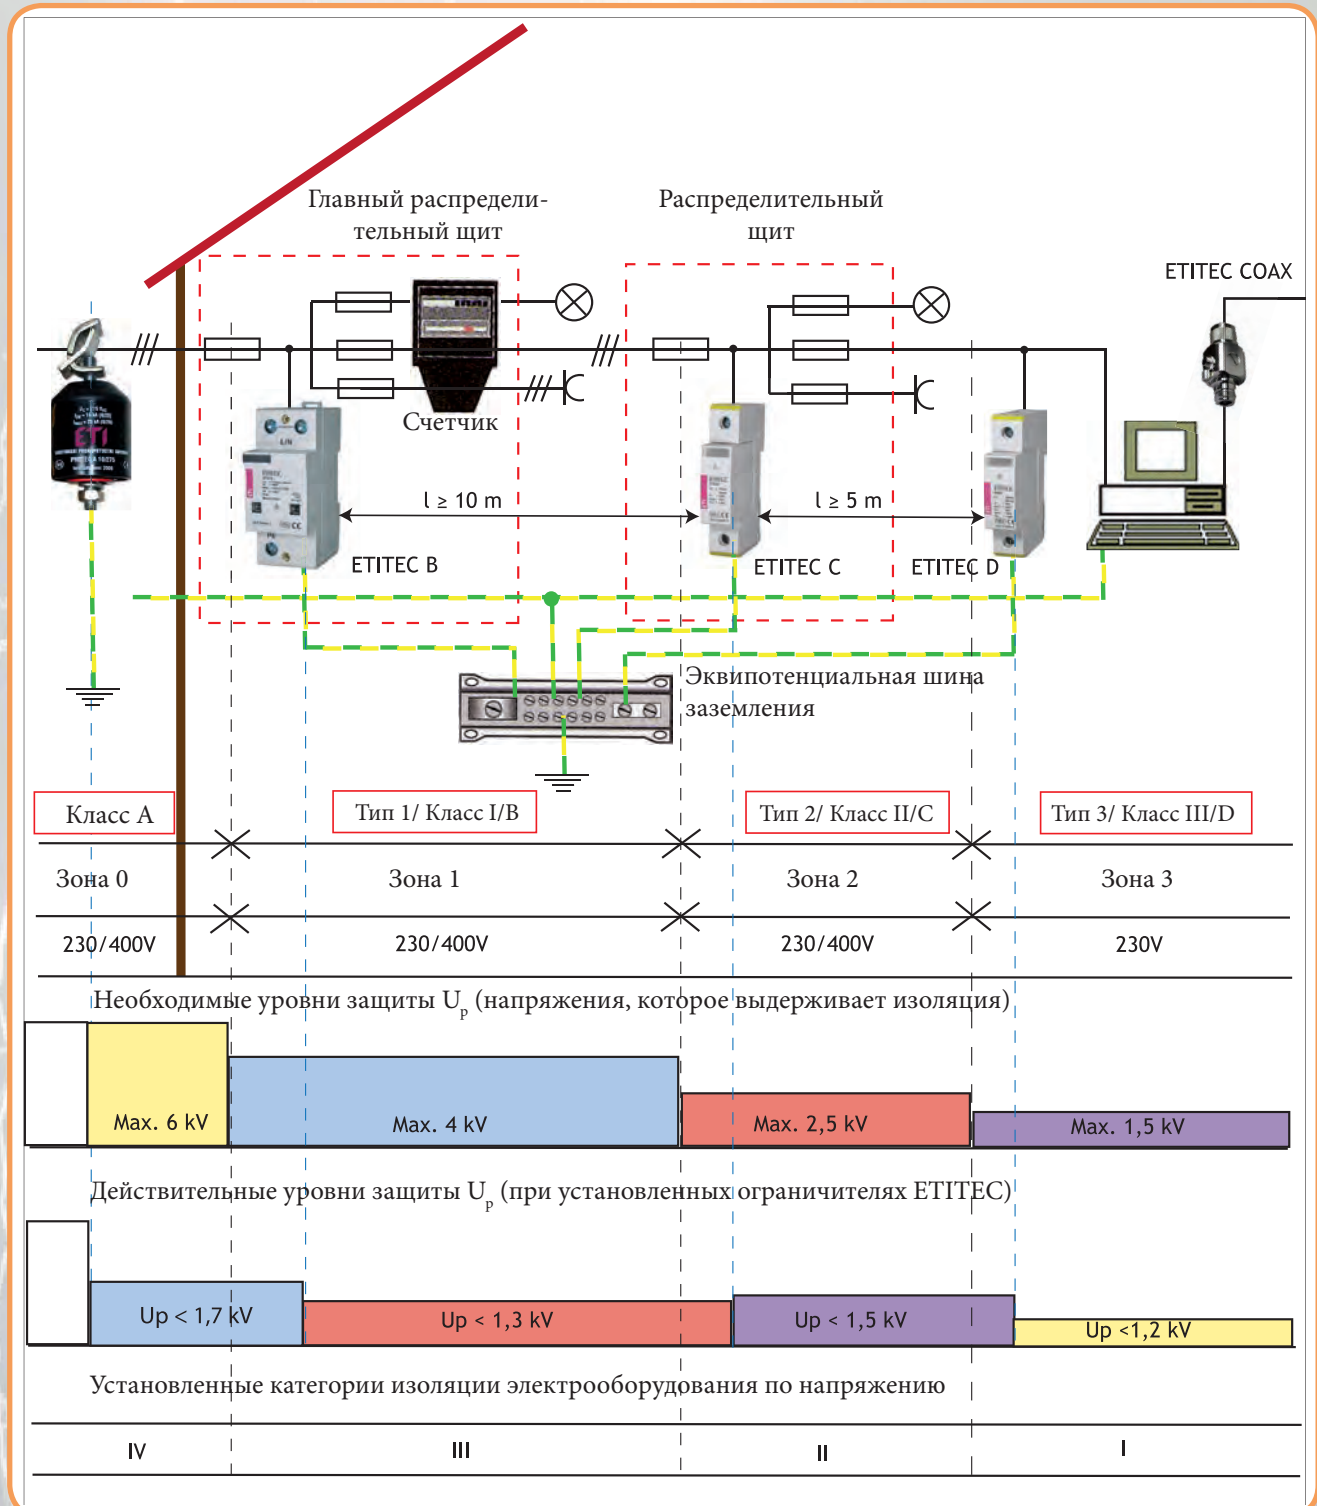 Главный распредели-
тельный щит
Распределительный
щит
ETITEC COAX
ETI
Счетчик
L/N
l ≥ 10 m
l ≥ 5 m
ETITEC B
ETITEC C
ETITEC D
Эквипотенциальная шина
заземления
Класс A
Тип 1/ Класс I/B
Тип 2/ Класс II/C
Тип 3/ Класс III/D
Зона 0
Зона 1
Зона 2
Зона 3
230/400V
230/400V
230/400V
230V
Необходимые уровни защиты Up (напряжения, которое выдерживает изоляция)
Max. 6 kV
Max. 4 kV
Max. 2,5 kV
Max. 1,5 kV
Действительные уровни защиты Up (при установленных ограничителях ETITEC)
Up < 1,7 kV
Up < 1,3 kV
Up < 1,5 kV
Up <1,2 kV
Установленные категории изоляции электрооборудования по напряжению
IV
III
II
I